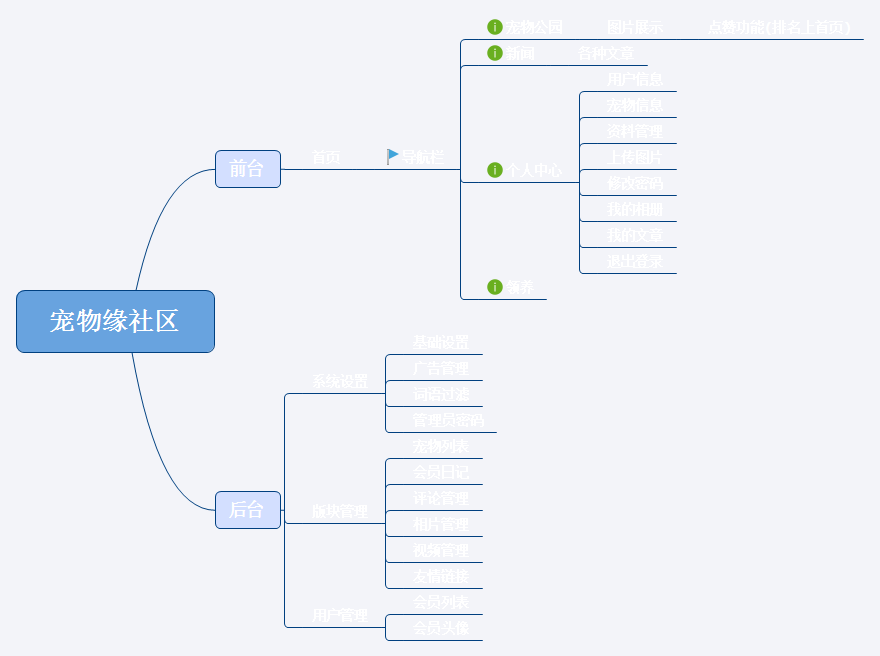 宠物公园 图片展示 点赞功能(排名上首页)
新闻 各种文章
用户信息
宠物信息
资料管理
上传图片
前台 首页 导航栏 个人中心
修改密码
我的相册
我的文章
退出登录
领养
宠物缘社区
基础设置
系统设置 广告管理
词语过滤
管理员密码
宠物列表
会员日记
评论管理
后台 版块管理 相片管理
视频管理
友情链接
会员列表
用户管理 会员头像